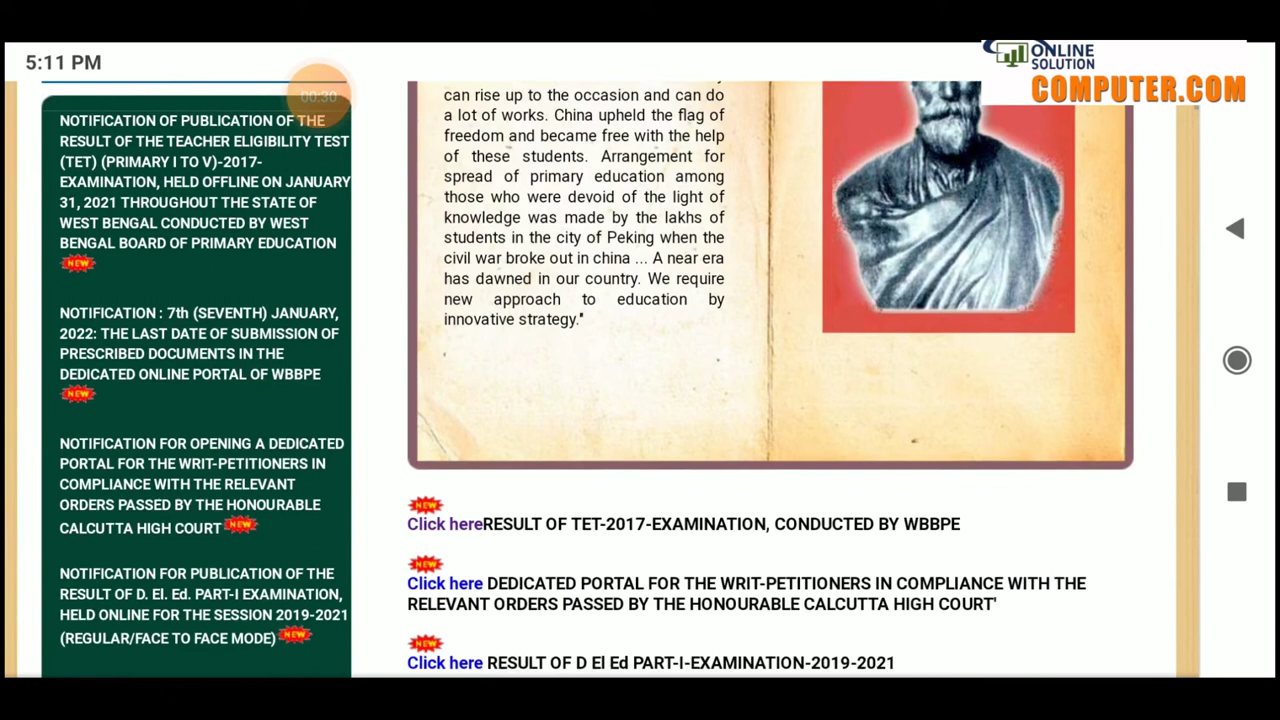 5:11 PM
ONLINE
SOLUTION
COMPUTER.COM
00:30
NOTIFICATION OF PUBLICATION OF THE
RESULT OF THE TEACHER ELIGIBILITY TEST
(TET) (PRIMARY I TO V)-2017-
EXAMINATION, HELD OFFLINE ON JANUARY
31, 2021 THROUGHOUT THE STATE OF
WEST BENGAL CONDUCTED BY WEST
BENGAL BOARD OF PRIMARY EDUCATION
NEW
NOTIFICATION : 7th (SEVENTH) JANUARY,
2022: THE LAST DATE OF SUBMISSION OF
PRESCRIBED DOCUMENTS IN THE
DEDICATED ONLINE PORTAL OF WBBPE
NEW
NOTIFICATION FOR OPENING A DEDICATED
PORTAL FOR THE WRIT-PETITIONERS IN
COMPLIANCE WITH THE RELEVANT
ORDERS PASSED BY THE HONOURABLE
CALCUTTA HIGH COURT NEW
NOTIFICATION FOR PUBLICATION OF THE
RESULT OF D. El. Ed. PART-I EXAMINATION,
HELD ONLINE FOR THE SESSION 2019-2021
(REGULAR/FACE TO FACE MODE) NEW
can rise up to the occasion and can do
a lot of works. China upheld the flag of
freedom and became free with the help
of these students. Arrangement for
spread of primary education among
those who were devoid of the light of
knowledge was made by the lakhs of
students in the city of Peking when the
civil war broke out in china ... A near era
has dawned in our country. We require
new approach to education by
innovative strategy."
NEW
Click hereRESULT OF TET-2017-EXAMINATION, CONDUCTED BY WBBPE
NEW
Click here DEDICATED PORTAL FOR THE WRIT-PETITIONERS IN COMPLIANCE WITH THE
RELEVANT ORDERS PASSED BY THE HONOURABLE CALCUTTA HIGH COURT'
NEW
Click here RESULT OF D El Ed PART-I-EXAMINATION-2019-2021